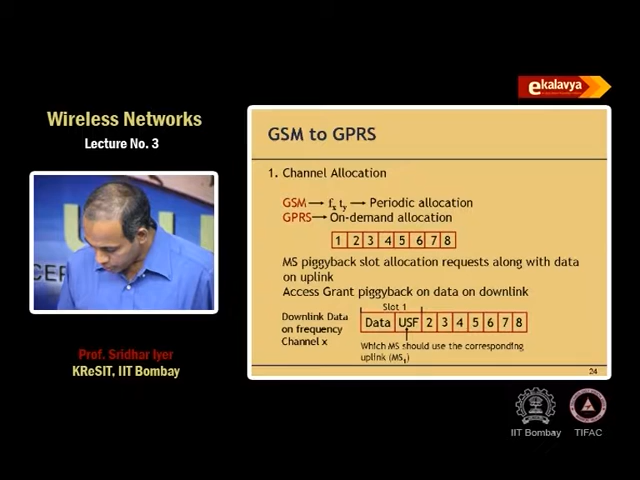 ekalavya
Wireless Networks
Lecture No. 3
GSM to GPRS
1. Channel Allocation
GSM → fx ty → Periodic allocation
GPRS → On-demand allocation
1 2 3 4 5 6 7 8
MS piggyback slot allocation requests along with data
on uplink
Access Grant piggyback on data on downlink
Slot 1
Downlink Data
on frequency
Channel x
Data USF 2 3 4 5 6 7 8
Which MS should use the corresponding
uplink (MS1)
24
Prof. Sridhar Iyer
KReSIT, IIT Bombay
IIT Bombay
TIFAC